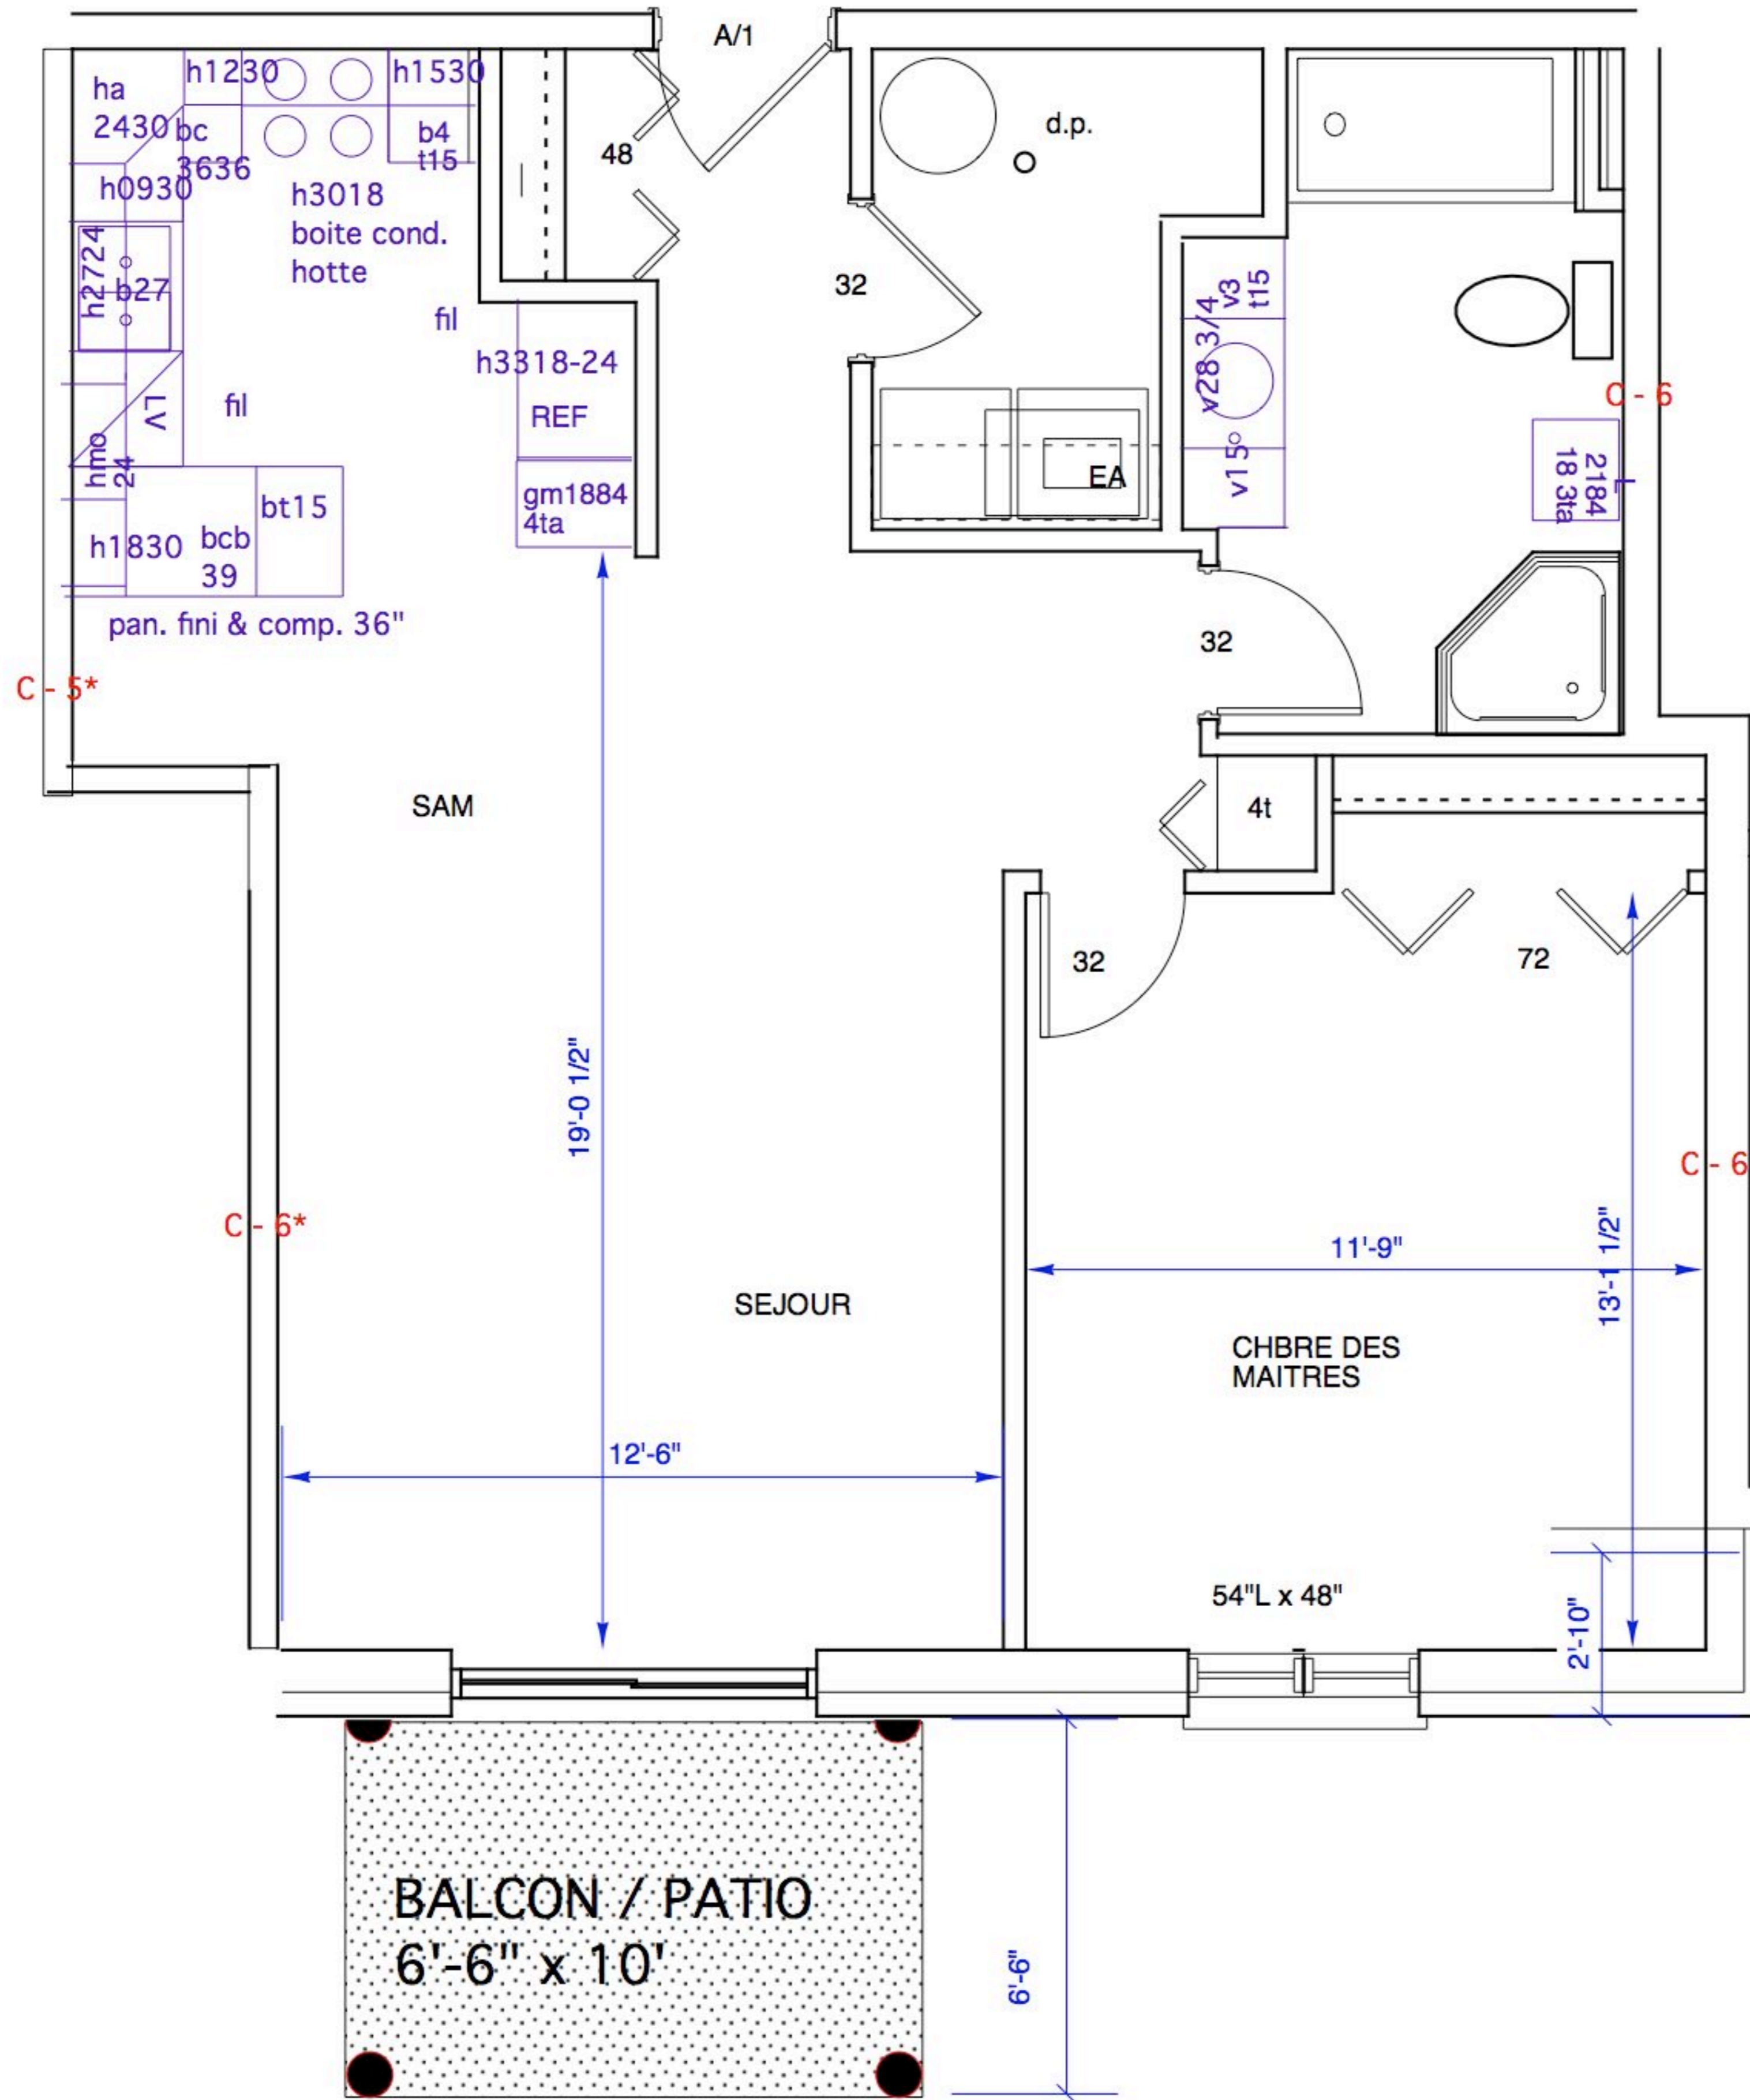 A/1
ha
2430
h1230
h1530
bc
3636
b4
t15
h0930
h3018
boite cond.
hotte
48
d.p.
h2724
b27
fil
32
h3318-24
REF
LV
fil
hmo
24
gm1884
4ta
bt15
bcb
39
h1830
pan. fini & comp. 36"
EA
v3
t15
v28 3/4
v15
C - 6
2184
18 3ta
32
C - 5*
SAM
4t
32
72
19'-0 1/2"
C - 6*
C - 6
11'-9"
13'-1 1/2"
SEJOUR
CHBRE DES
MAITRES
12'-6"
54"L x 48"
2'-10"
BALCON / PATIO
6'-6" x 10'
6'-6"